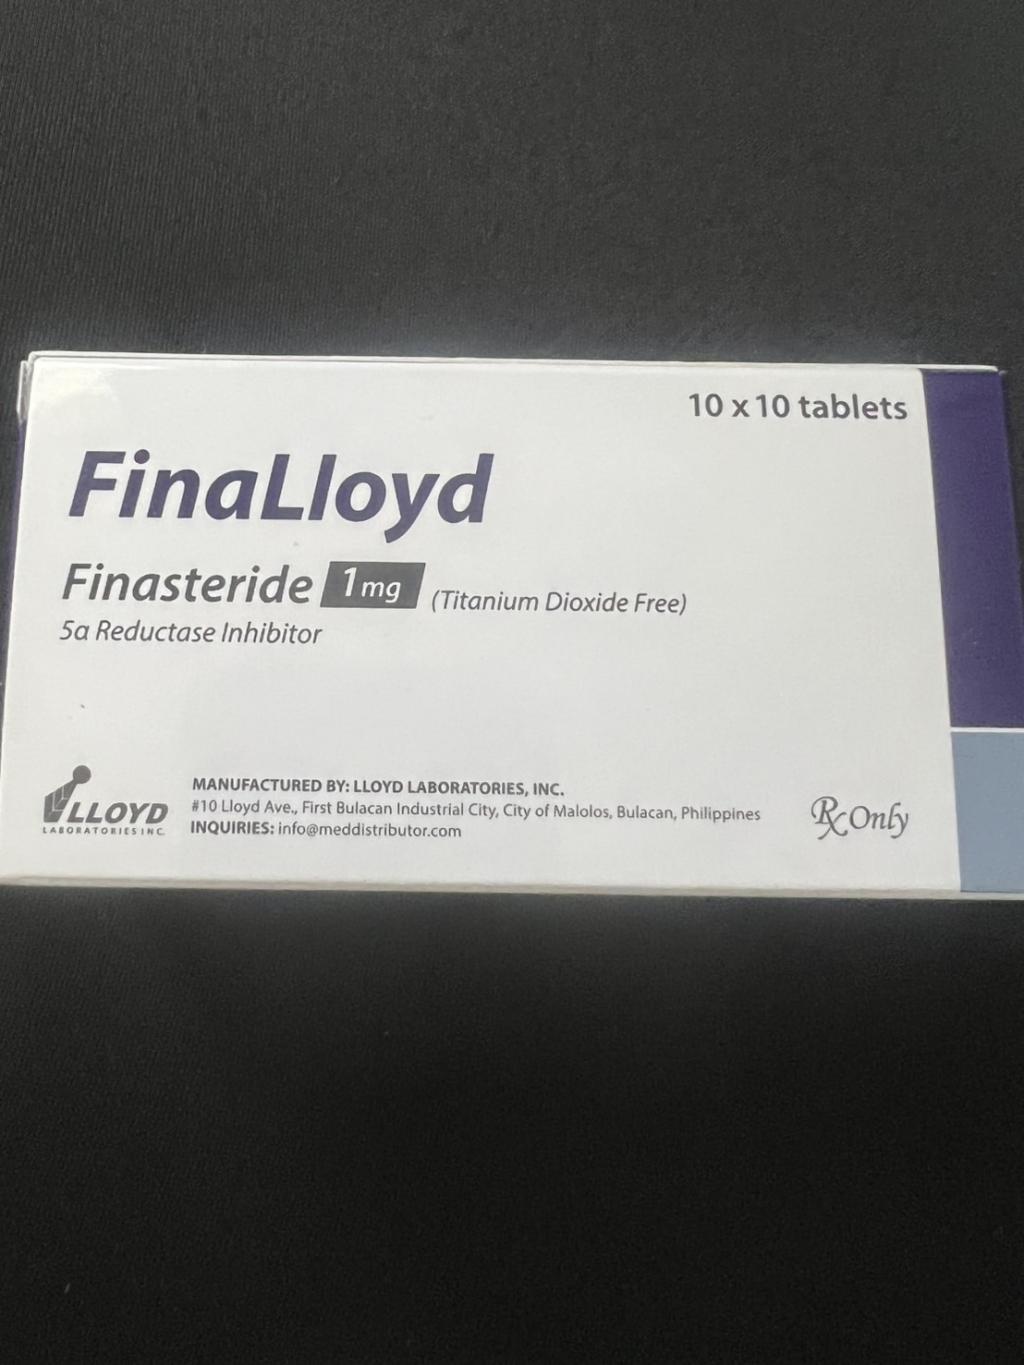 10 x 10 tablets
FinaLloyd
Finasteride 1mg (Titanium Dioxide Free)
5α Reductase Inhibitor
LLOYD
LABORATORIES INC.
MANUFACTURED BY: LLOYD LABORATORIES, INC.
#10 Lloyd Ave., First Bulacan Industrial City, City of Malolos, Bulacan, Philippines
INQUIRIES: info@meddistributor.com
Rx Only